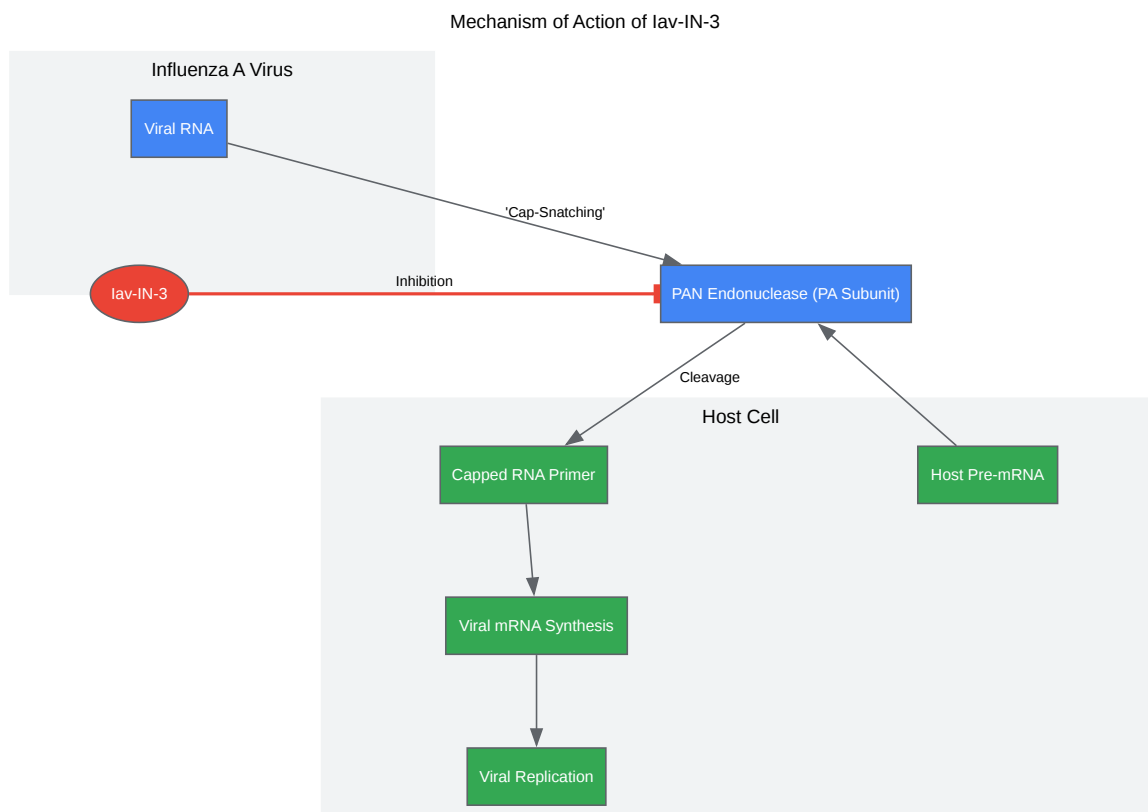 Mechanism of Action of Iav-IN-3
Influenza A Virus
Viral RNA
'Cap-Snatching'
Inhibition
Iav-IN-3
PAN Endonuclease (PA Subunit)
Cleavage
Host Cell
Capped RNA Primer
Host Pre-mRNA
Viral mRNA Synthesis
Viral Replication